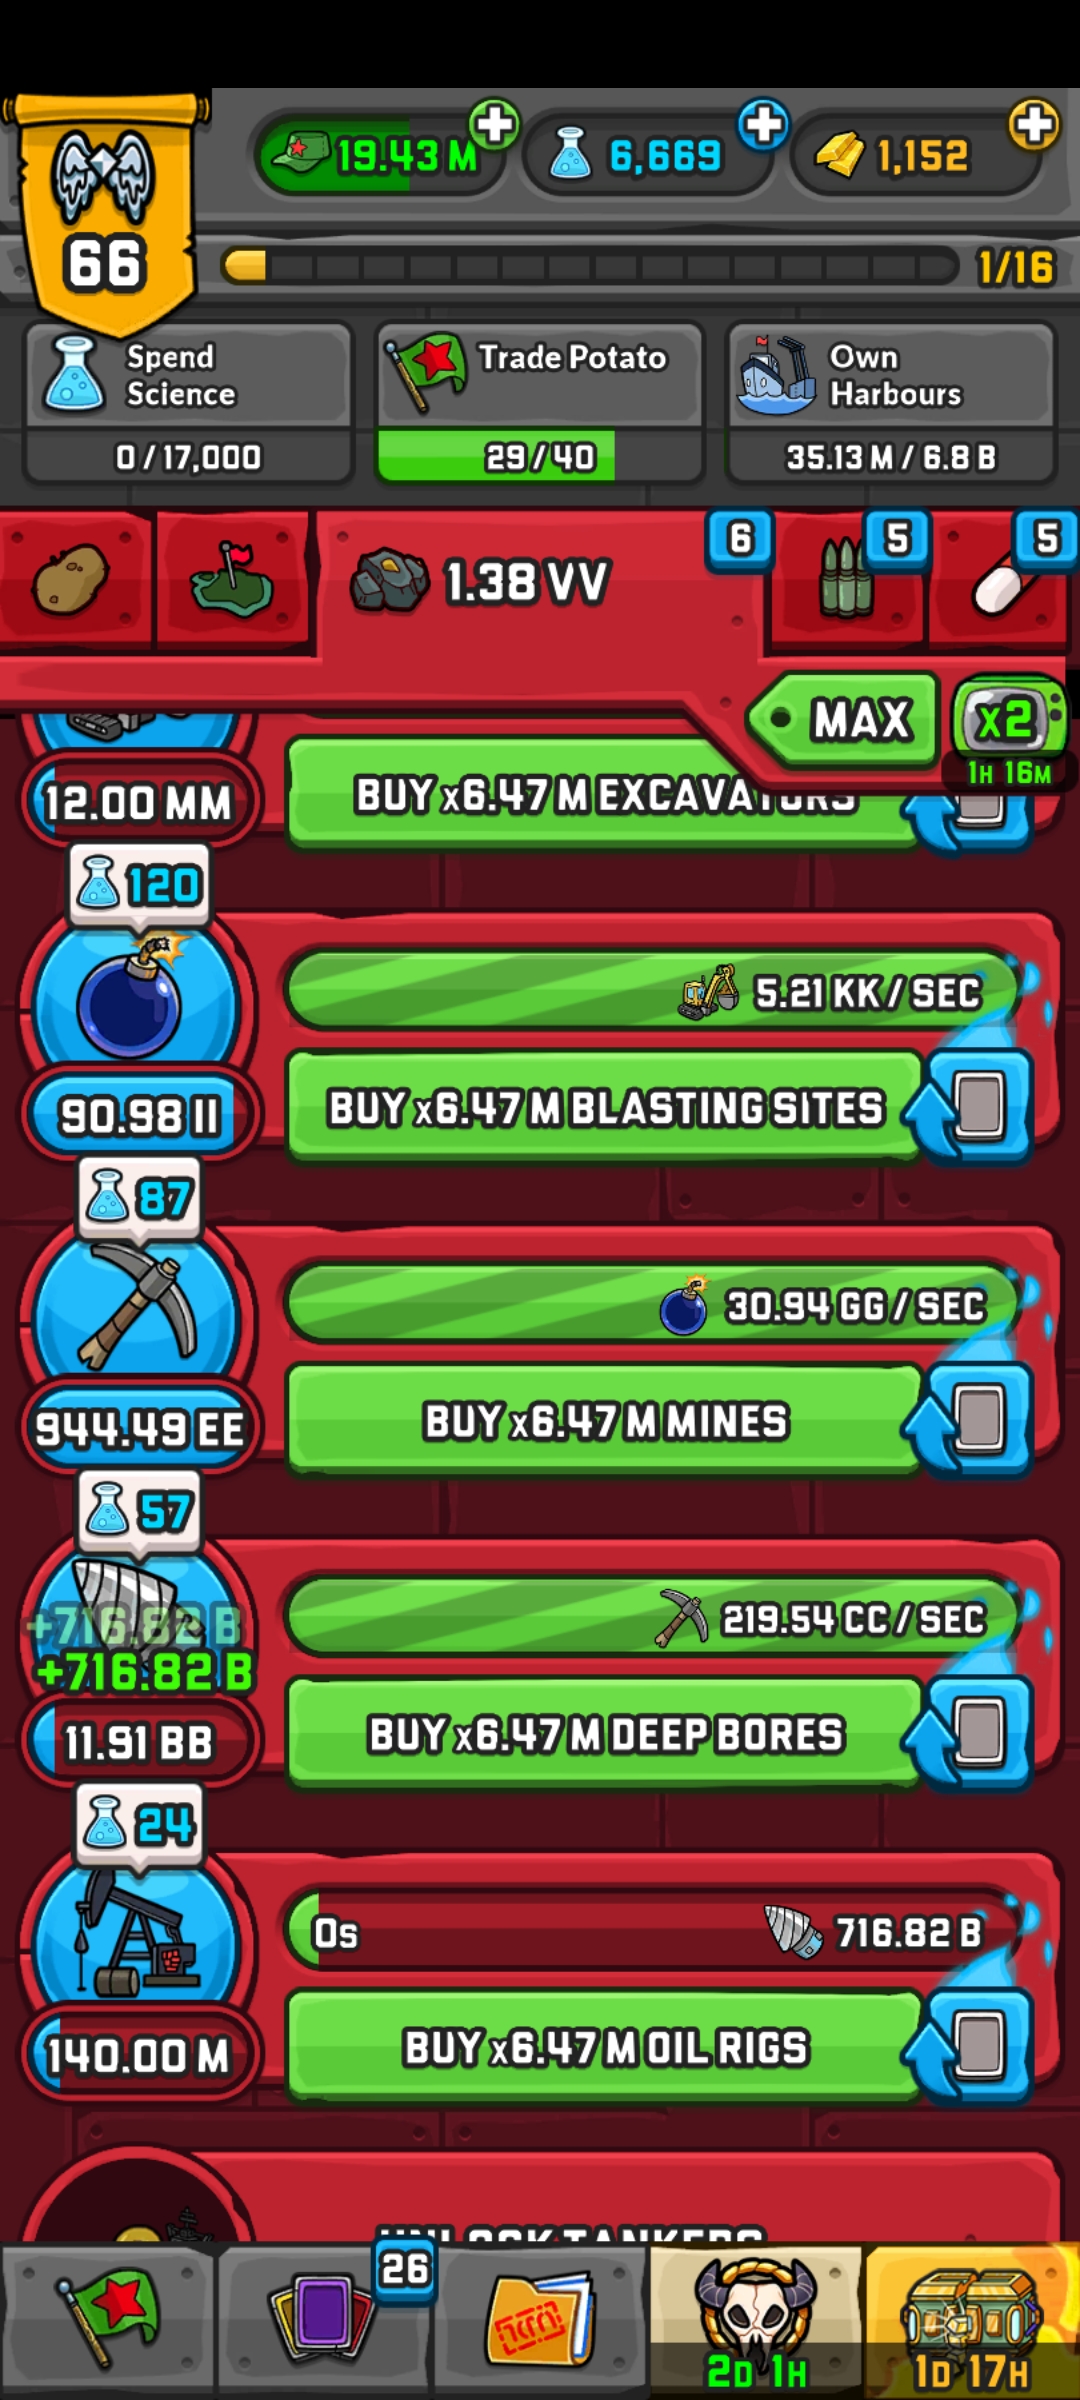 19.43 M
6,669
1,152
66
1/16
Spend
Science
0 / 17,000
Trade Potato
29 / 40
Own
Harbours
35.13 M / 6.8 B
1.38 VV
6
5
5
MAX
x2
1H 16M
12.00 MM
BUY x6.47 M EXCAVATORS
120
5.21 KK / SEC
90.98 II
BUY x6.47 M BLASTING SITES
87
30.94 GG / SEC
944.49 EE
BUY x6.47 M MINES
57
+716.82 B
+716.82 B
219.54 CC / SEC
11.91 BB
BUY x6.47 M DEEP BORES
24
0s
716.82 B
140.00 M
BUY x6.47 M OIL RIGS
UNLOCK TANKERS
26
2D 1H
1D 17H